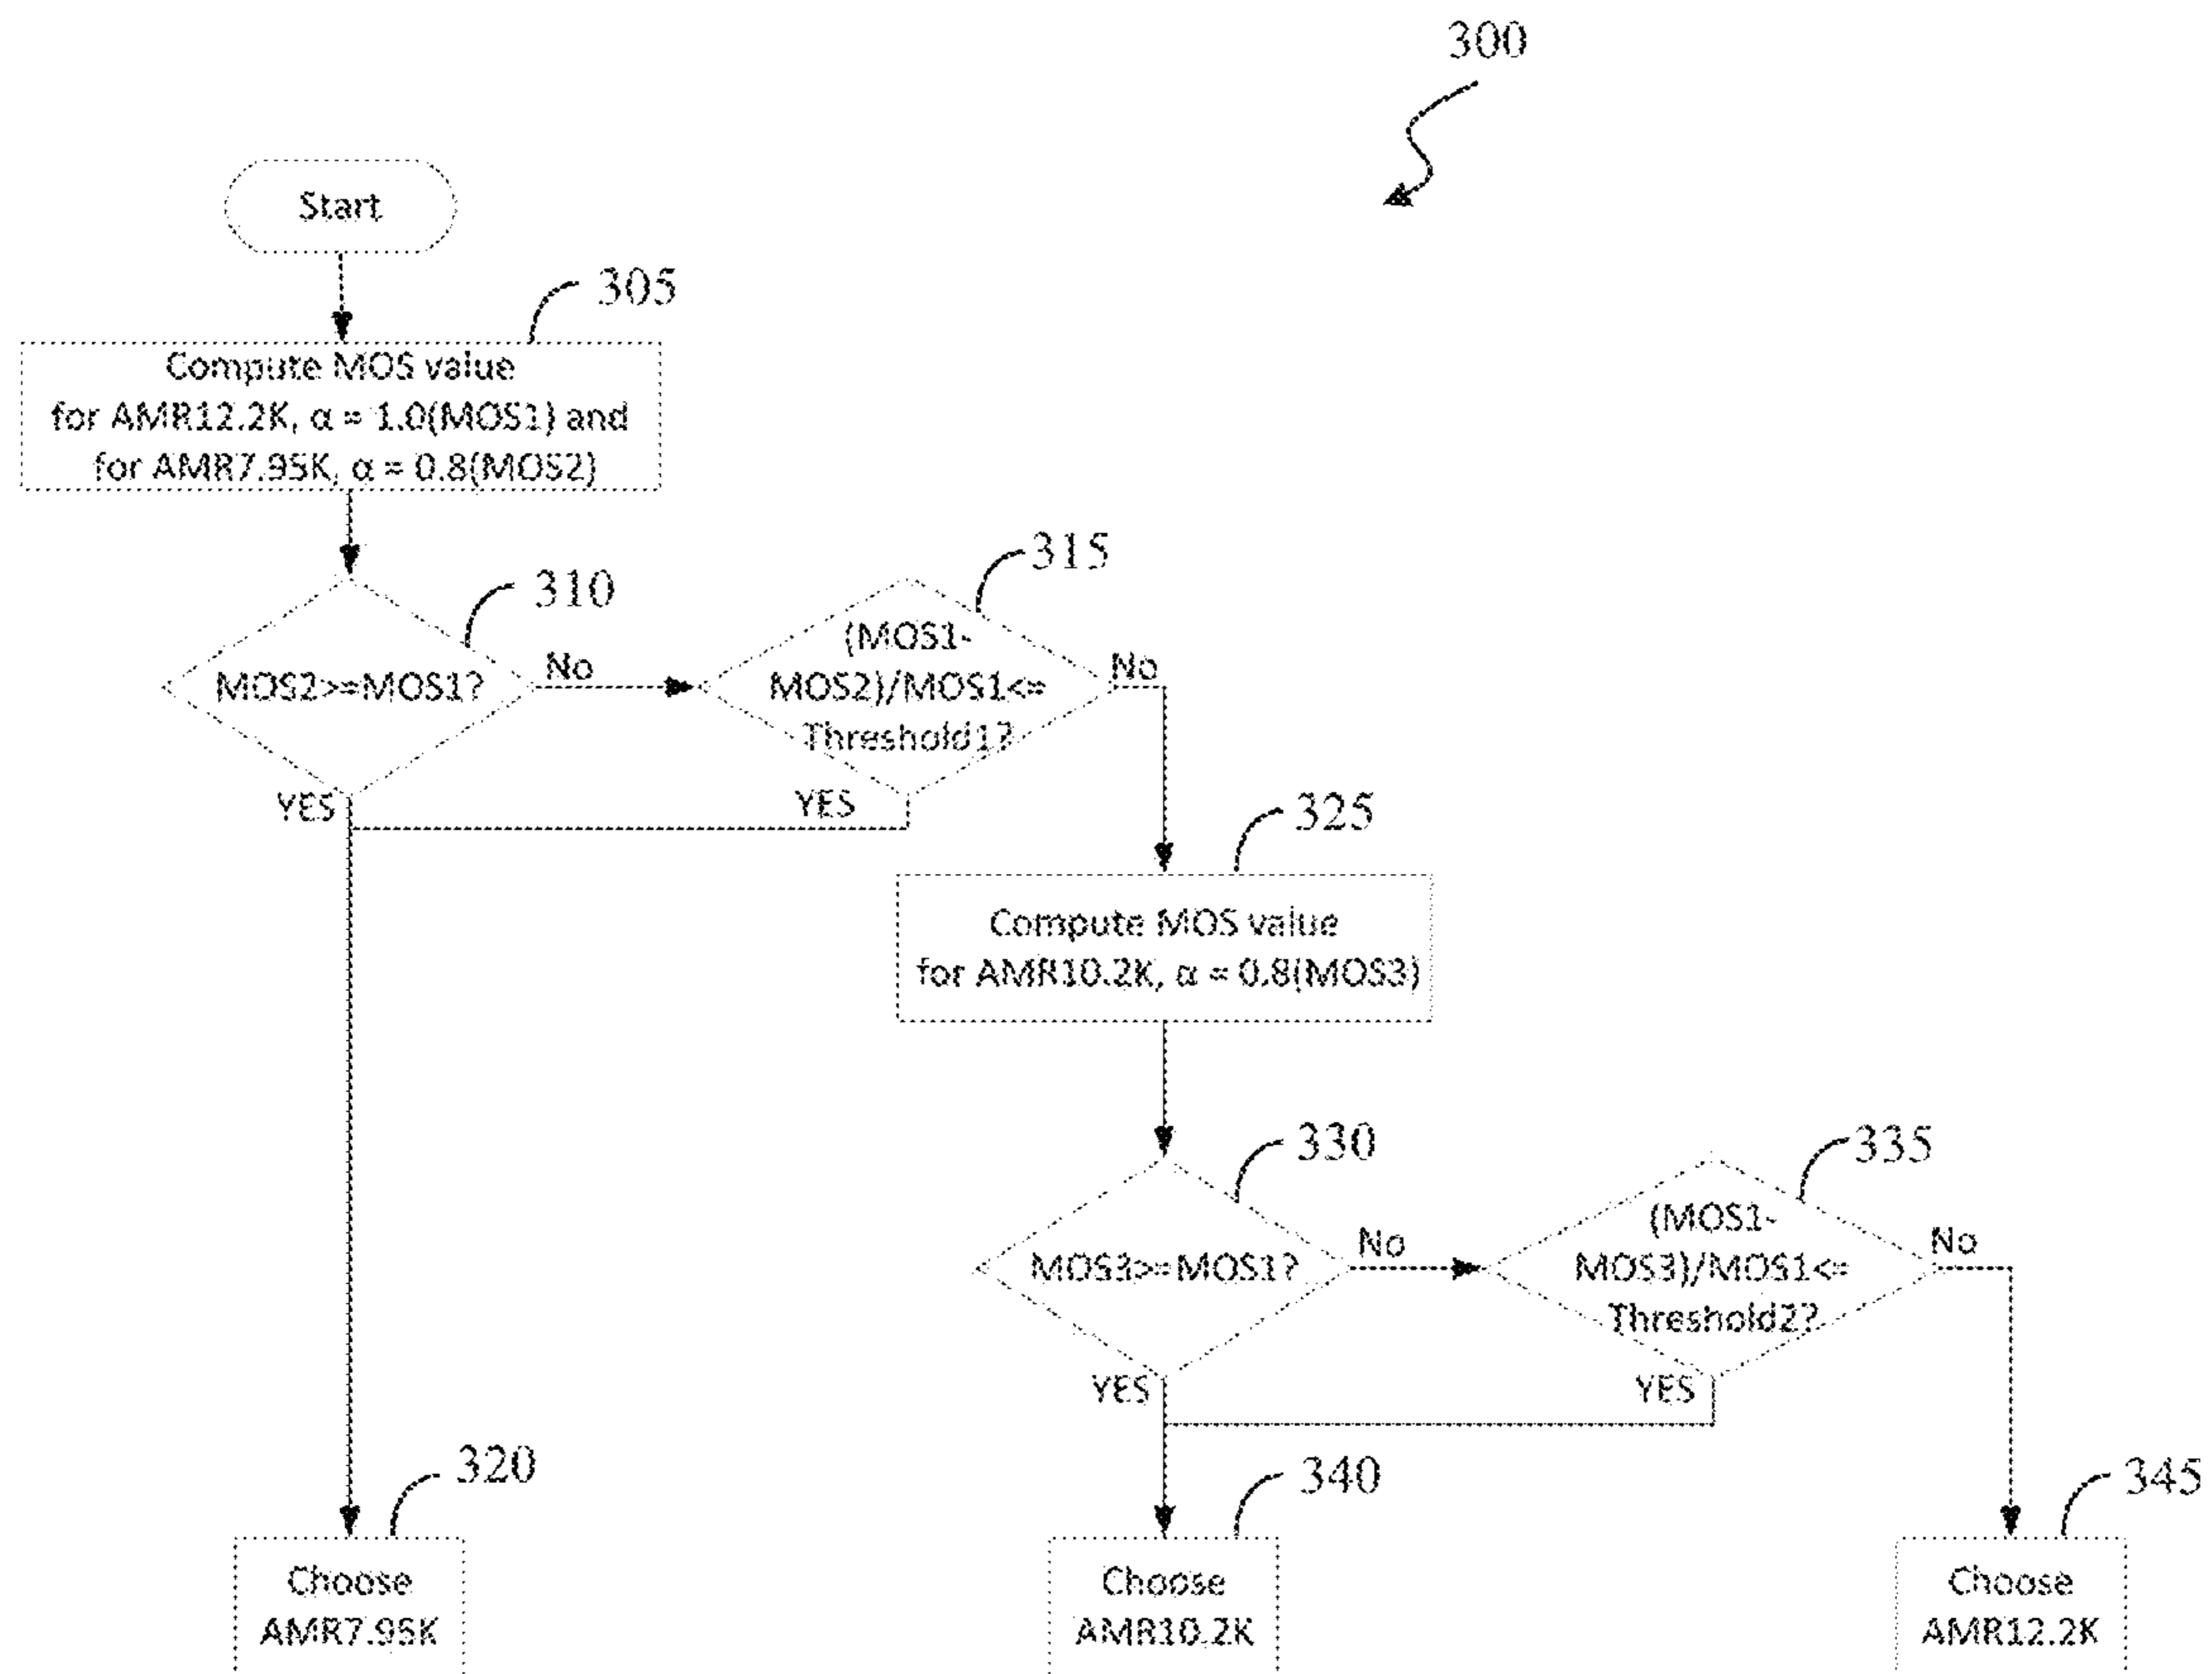 300
Start
305
Compute MOS value
for AMR12.2K, α = 1.0(MOS1) and
for AMR7.95K, α = 0.8(MOS2)
310
MOS2>=MOS1?
No
YES
315
(MOS1-
MOS2)/MOS1<=
Threshold1?
No
YES
325
Compute MOS value
for AMR10.2K, α = 0.8(MOS3)
330
MOS3>=MOS1?
No
YES
335
(MOS1-
MOS3)/MOS1<=
Threshold2?
No
YES
320
Choose
AMR7.95K
340
Choose
AMR10.2K
345
Choose
AMR12.2K